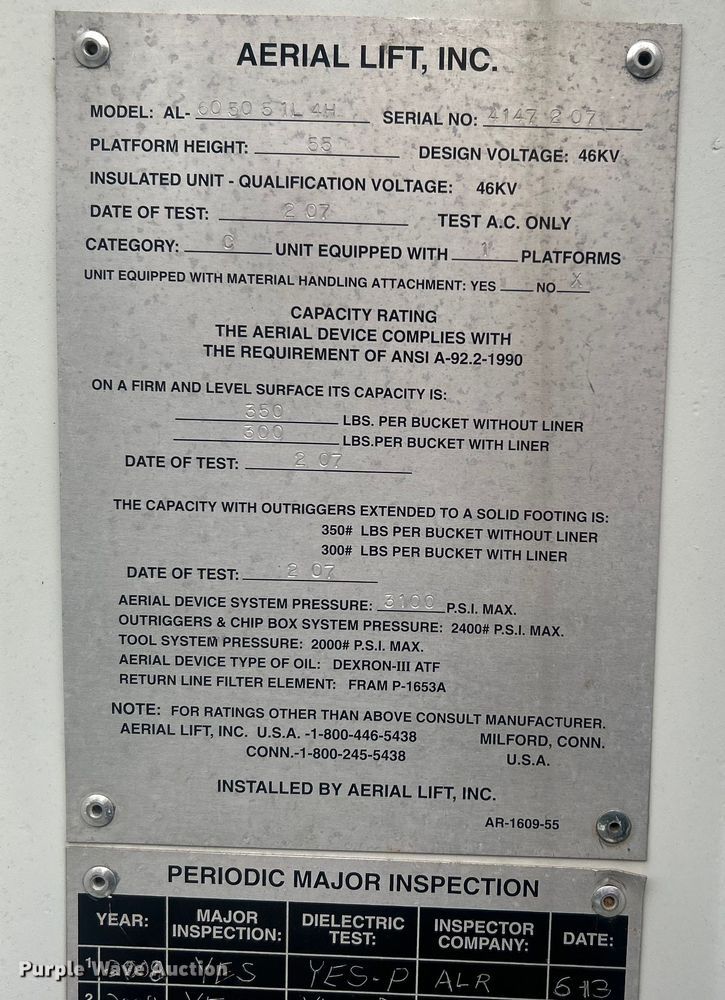 AERIAL LIFT, INC.
MODEL: AL- 60 50 5 1L 4H SERIAL NO: 4147 2 07
PLATFORM HEIGHT: 55 DESIGN VOLTAGE: 46KV
INSULATED UNIT - QUALIFICATION VOLTAGE: 46KV
DATE OF TEST: 2 07 TEST A.C. ONLY
CATEGORY: C UNIT EQUIPPED WITH 1 PLATFORMS
UNIT EQUIPPED WITH MATERIAL HANDLING ATTACHMENT: YES ___ NO X
CAPACITY RATING
THE AERIAL DEVICE COMPLIES WITH
THE REQUIREMENT OF ANSI A-92.2-1990
ON A FIRM AND LEVEL SURFACE ITS CAPACITY IS:
350 LBS. PER BUCKET WITHOUT LINER
300 LBS.PER BUCKET WITH LINER
DATE OF TEST: 2 07
THE CAPACITY WITH OUTRIGGERS EXTENDED TO A SOLID FOOTING IS:
350# LBS PER BUCKET WITHOUT LINER
300# LBS PER BUCKET WITH LINER
DATE OF TEST: 2 07
AERIAL DEVICE SYSTEM PRESSURE: 3100 P.S.I. MAX.
OUTRIGGERS & CHIP BOX SYSTEM PRESSURE: 2400# P.S.I. MAX.
TOOL SYSTEM PRESSURE: 2000# P.S.I. MAX.
AERIAL DEVICE TYPE OF OIL: DEXRON-III ATF
RETURN LINE FILTER ELEMENT: FRAM P-1653A
NOTE: FOR RATINGS OTHER THAN ABOVE CONSULT MANUFACTURER.
AERIAL LIFT, INC. U.S.A. -1-800-446-5438 MILFORD, CONN.
CONN.-1-800-245-5438 U.S.A.
INSTALLED BY AERIAL LIFT, INC.
AR-1609-55
PERIODIC MAJOR INSPECTION
YEAR: MAJOR INSPECTION: DIELECTRIC TEST: INSPECTOR COMPANY: DATE:
1 YES YES-P ALR 6-13
Purple Wave Auction
2